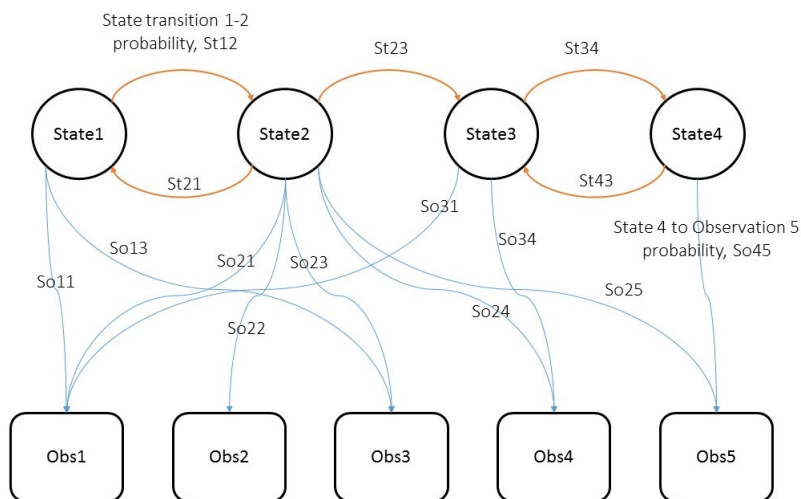 State transition 1-2
probability, St12
St23
St34
State1
State2
State3
State4
St21
St43
So31
State 4 to Observation 5
probability, So45
So13
So34
So21
So23
So11
So25
So24
So22
Obs1
Obs2
Obs3
Obs4
Obs5